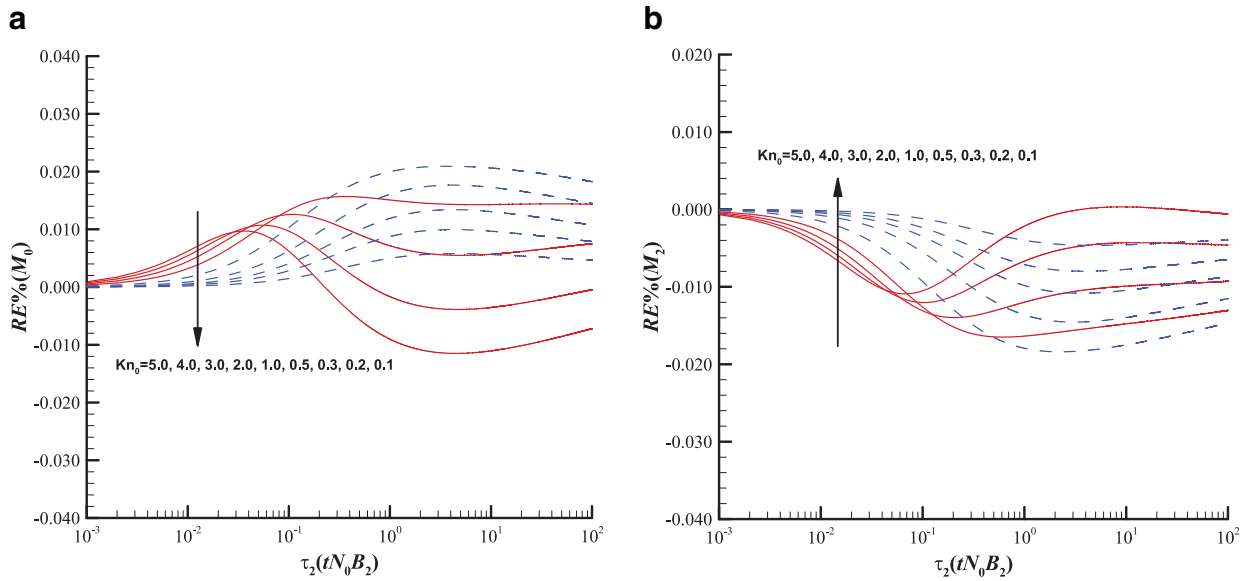 a
0.040
0.030
0.020
0.010
0.000
-0.010
-0.020
-0.030
-0.040
RE%(M₀)
Kn₀=5.0, 4.0, 3.0, 2.0, 1.0, 0.5, 0.3, 0.2, 0.1
10⁻³ 10⁻² 10⁻¹ 10⁰ 10¹ 10²
τ₂(tN₀B₂)
b
0.020
0.010
0.000
-0.010
-0.020
-0.030
-0.040
RE%(M₂)
Kn₀=5.0, 4.0, 3.0, 2.0, 1.0, 0.5, 0.3, 0.2, 0.1
10⁻³ 10⁻² 10⁻¹ 10⁰ 10¹ 10²
τ₂(tN₀B₂)